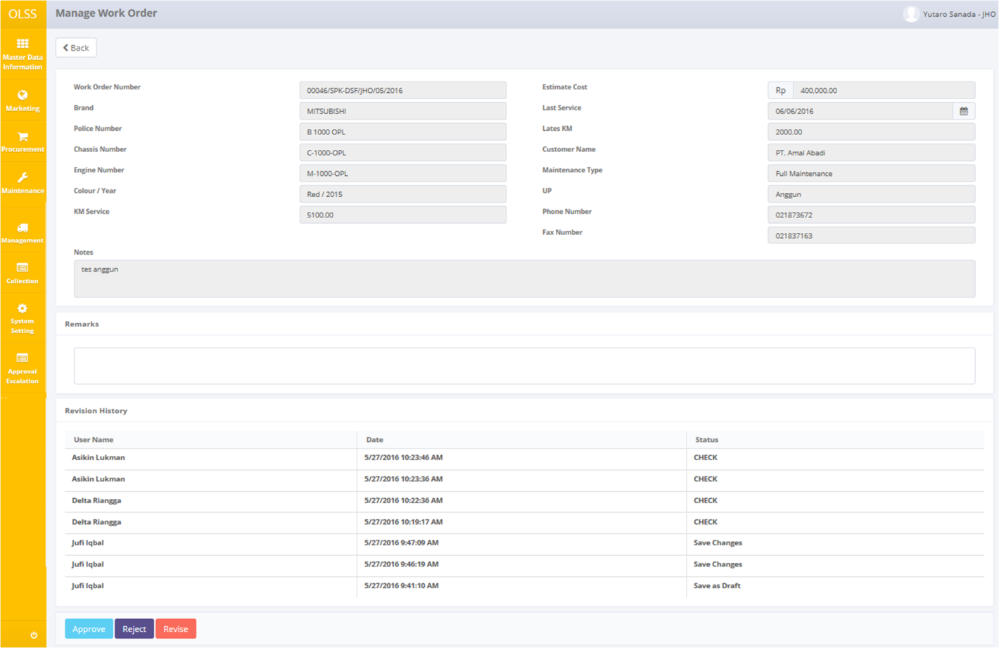 OLSS
Manage Work Order
Yutaro Sanada - JHO
Master Data
Information
Marketing
Procurement
Maintenance
Management
Collection
System
Setting
Approval
Escalation
Back
Work Order Number 00046/SPK-DSF/JHO/05/2016
Brand MITSUBISHI
Police Number B 1000 OPL
Chassis Number C-1000-OPL
Engine Number M-1000-OPL
Colour / Year Red / 2015
KM Service 5100.00
Estimate Cost Rp 400,000.00
Last Service 06/06/2016
Lates KM 2000.00
Customer Name PT. Amal Abadi
Maintenance Type Full Maintenance
UP Anggun
Phone Number 021873672
Fax Number 021837163
Notes
tes anggun
Remarks
Revision History
User Name Date Status
Asikin Lukman 5/27/2016 10:23:46 AM CHECK
Asikin Lukman 5/27/2016 10:23:36 AM CHECK
Delta Riangga 5/27/2016 10:22:36 AM CHECK
Delta Riangga 5/27/2016 10:19:17 AM CHECK
Jufi Iqbal 5/27/2016 9:47:09 AM Save Changes
Jufi Iqbal 5/27/2016 9:46:19 AM Save Changes
Jufi Iqbal 5/27/2016 9:41:10 AM Save as Draft
Approve Reject Revise